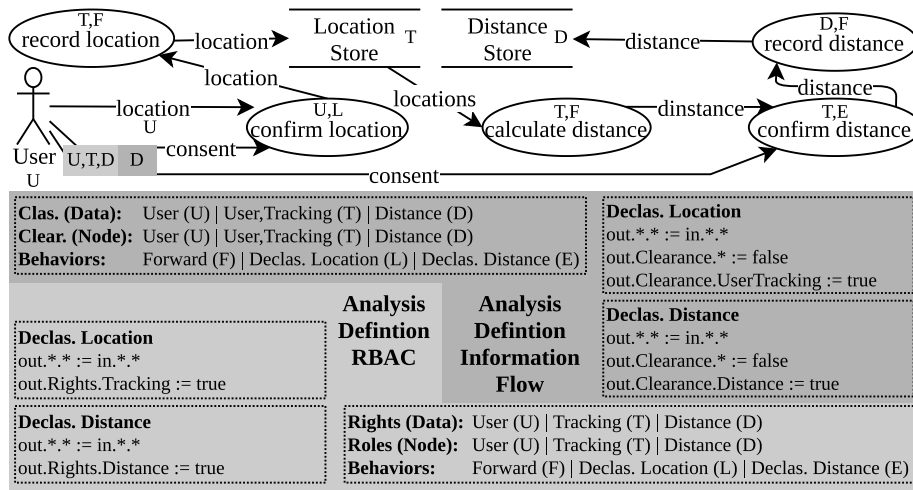 T,F
record location
location
Location
Store
T
Distance
Store
D
distance
D,F
record distance
location
locations
distance
location
U
U,L
confirm location
T,F
calculate distance
dinstance
T,E
confirm distance
consent
User
U
U,T,D
D
consent
Clas. (Data): User (U) | User,Tracking (T) | Distance (D)
Clear. (Node): User (U) | User,Tracking (T) | Distance (D)
Behaviors: Forward (F) | Declas. Location (L) | Declas. Distance (E)
Declas. Location
out.*.* := in.*.*
out.Clearance.* := false
out.Clearance.UserTracking := true
Analysis
Defintion
RBAC
Analysis
Defintion
Information
Flow
Declas. Distance
out.*.* := in.*.*
out.Clearance.* := false
out.Clearance.Distance := true
Declas. Location
out.*.* := in.*.*
out.Rights.Tracking := true
Declas. Distance
out.*.* := in.*.*
out.Rights.Distance := true
Rights (Data): User (U) | Tracking (T) | Distance (D)
Roles (Node): User (U) | Tracking (T) | Distance (D)
Behaviors: Forward (F) | Declas. Location (L) | Declas. Distance (E)